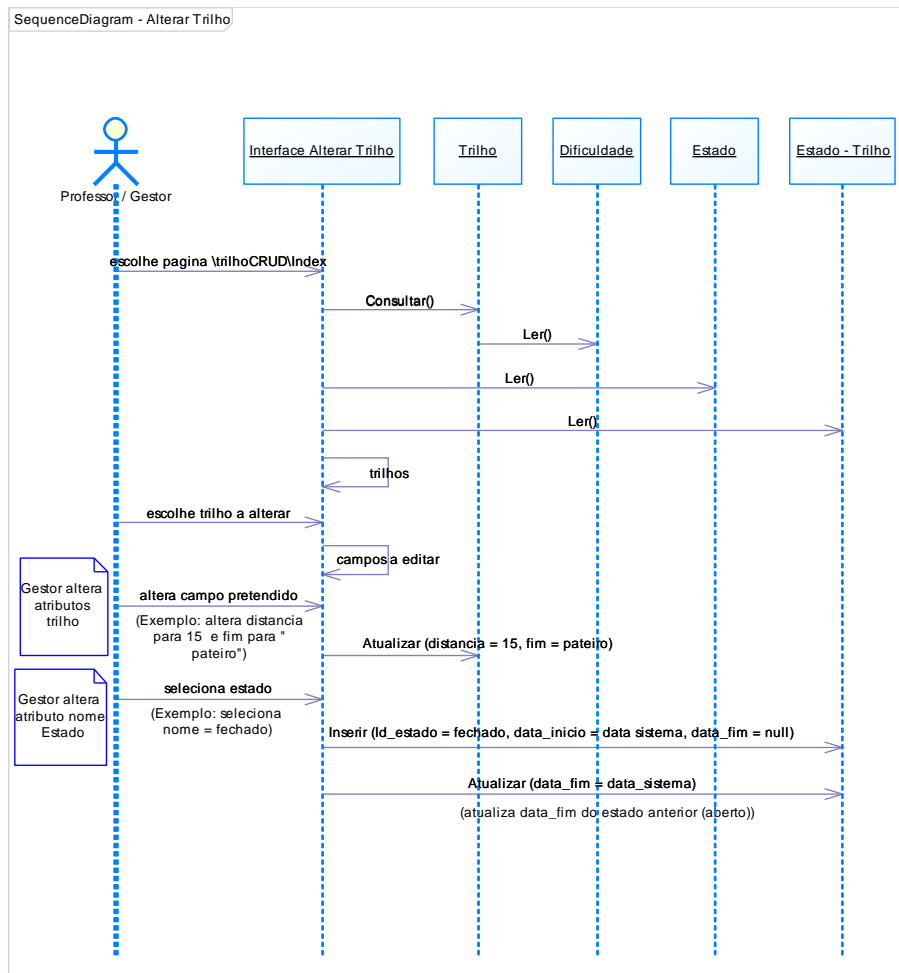 SequenceDiagram - Alterar Trilho
Professor / Gestor
Interface Alterar Trilho
Trilho
Dificuldade
Estado
Estado - Trilho
escolhe pagina \trilhoCRUD\Index
Consultar()
Ler()
Ler()
Ler()
trilhos
escolhe trilho a alterar
campos a editar
Gestor altera
atributos
trilho
altera campo pretendido
(Exemplo: altera distancia
para 15 e fim para "
pateiro")
Atualizar (distancia = 15, fim = pateiro)
Gestor altera
atributo nome
Estado
seleciona estado
(Exemplo: seleciona
nome = fechado)
Inserir (Id_estado = fechado, data_inicio = data sistema, data_fim = null)
Atualizar (data_fim = data_sistema)
(atualiza data_fim do estado anterior (aberto))